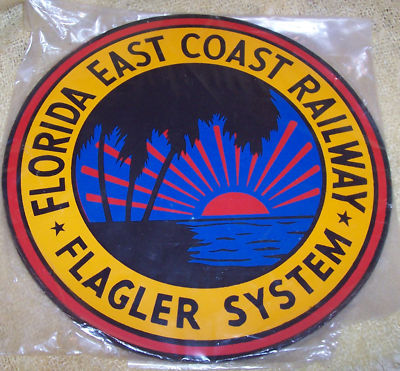 FLORIDA EAST COAST RAILWAY
FLAGLER SYSTEM